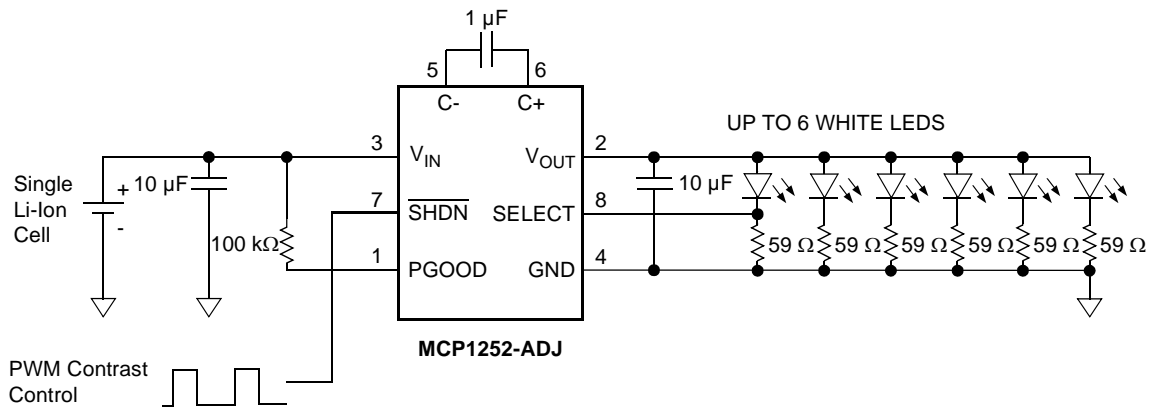 1 µF
5
6
C-
C+
UP TO 6 WHITE LEDS
3
VIN
VOUT
2
Single
Li-Ion
Cell
+
-
10 µF
7
SHDN
SELECT
8
10 µF
100 kΩ
59 Ω
59 Ω
59 Ω
59 Ω
59 Ω
59 Ω
1
PGOOD
GND
4
MCP1252-ADJ
PWM Contrast
Control